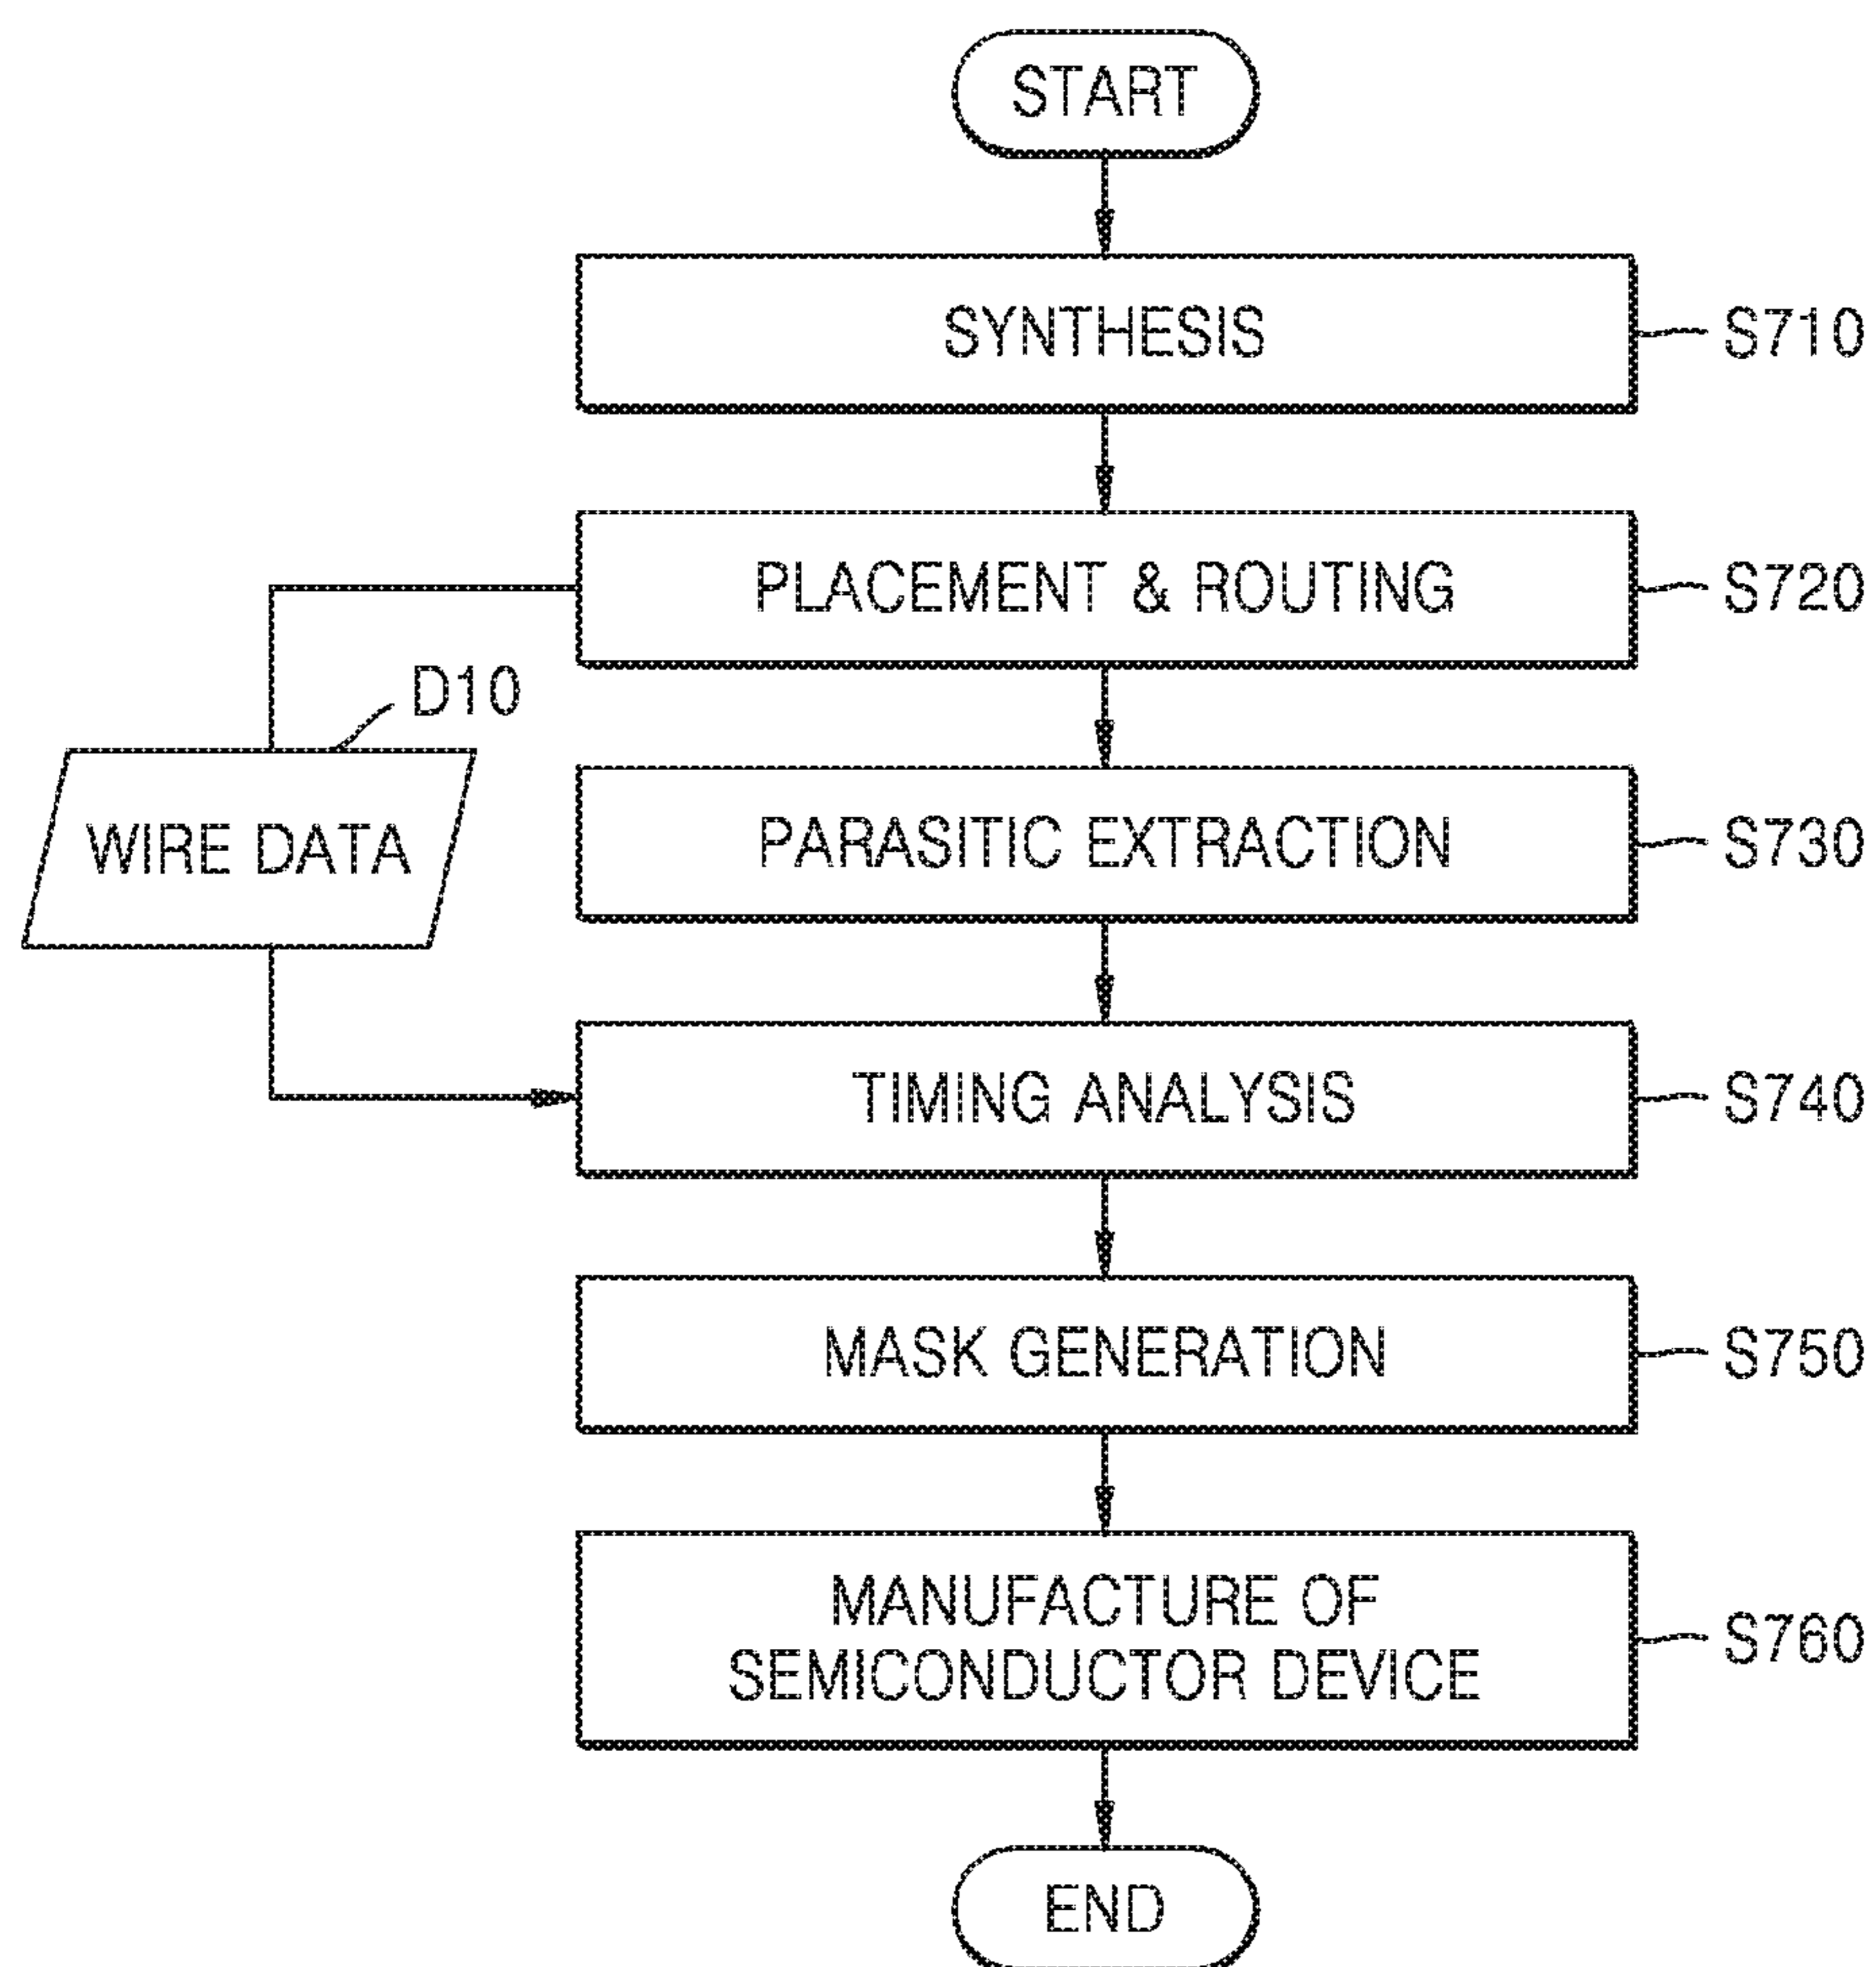 START
SYNTHESIS
S710
PLACEMENT & ROUTING
S720
D10
WIRE DATA
PARASITIC EXTRACTION
S730
TIMING ANALYSIS
S740
MASK GENERATION
S750
MANUFACTURE OF
SEMICONDUCTOR DEVICE
S760
END